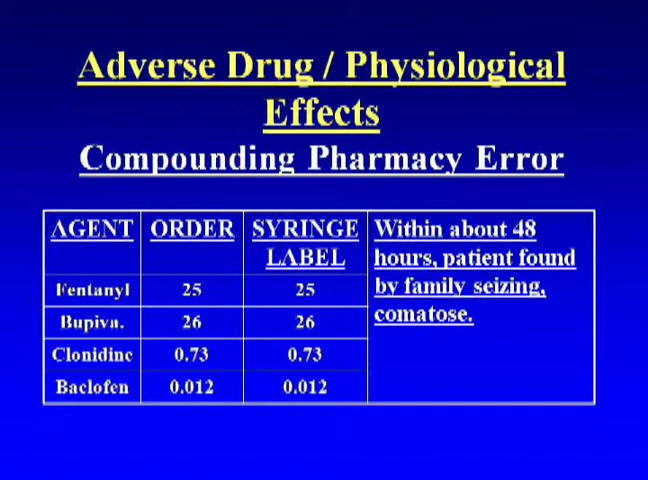 Adverse Drug / Physiological
Effects
Compounding Pharmacy Error
AGENT ORDER SYRINGE LABEL
Fentanyl 25 25
Bupiva. 26 26
Clonidine 0.73 0.73
Baclofen 0.012 0.012
Within about 48
hours, patient found
by family seizing,
comatose.